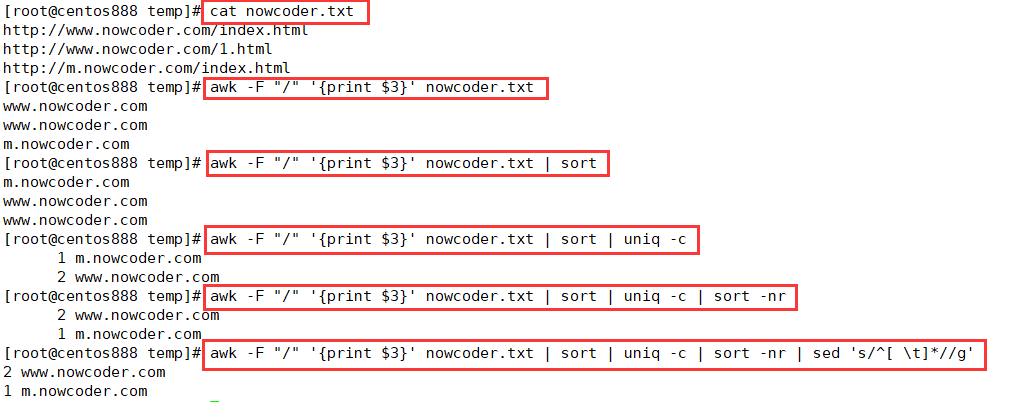 [root@centos888 temp]# cat nowcoder.txt
http://www.nowcoder.com/index.html
http://www.nowcoder.com/1.html
http://m.nowcoder.com/index.html
[root@centos888 temp]# awk -F "/" '{print $3}' nowcoder.txt
www.nowcoder.com
www.nowcoder.com
m.nowcoder.com
[root@centos888 temp]# awk -F "/" '{print $3}' nowcoder.txt | sort
m.nowcoder.com
www.nowcoder.com
www.nowcoder.com
[root@centos888 temp]# awk -F "/" '{print $3}' nowcoder.txt | sort | uniq -c
      1 m.nowcoder.com
      2 www.nowcoder.com
[root@centos888 temp]# awk -F "/" '{print $3}' nowcoder.txt | sort | uniq -c | sort -nr
      2 www.nowcoder.com
      1 m.nowcoder.com
[root@centos888 temp]# awk -F "/" '{print $3}' nowcoder.txt | sort | uniq -c | sort -nr | sed 's/^[ \t]*//g'
2 www.nowcoder.com
1 m.nowcoder.com